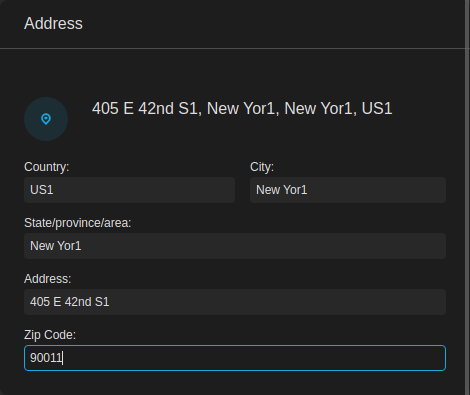 Address
405 E 42nd S1, New Yor1, New Yor1, US1
Country:
City:
US1
New Yor1
State/province/area:
New Yor1
Address:
405 E 42nd S1
Zip Code:
90011